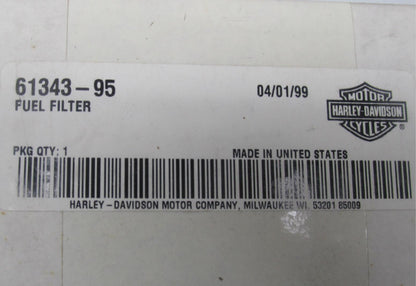 61343-95
04/01/99
FUEL FILTER
MOTOR
HARLEY-DAVIDSON
CYCLES
®
PKG QTY: 1
MADE IN UNITED STATES
HARLEY-DAVIDSON MOTOR COMPANY, MILWAUKEE WI. 53201 85009